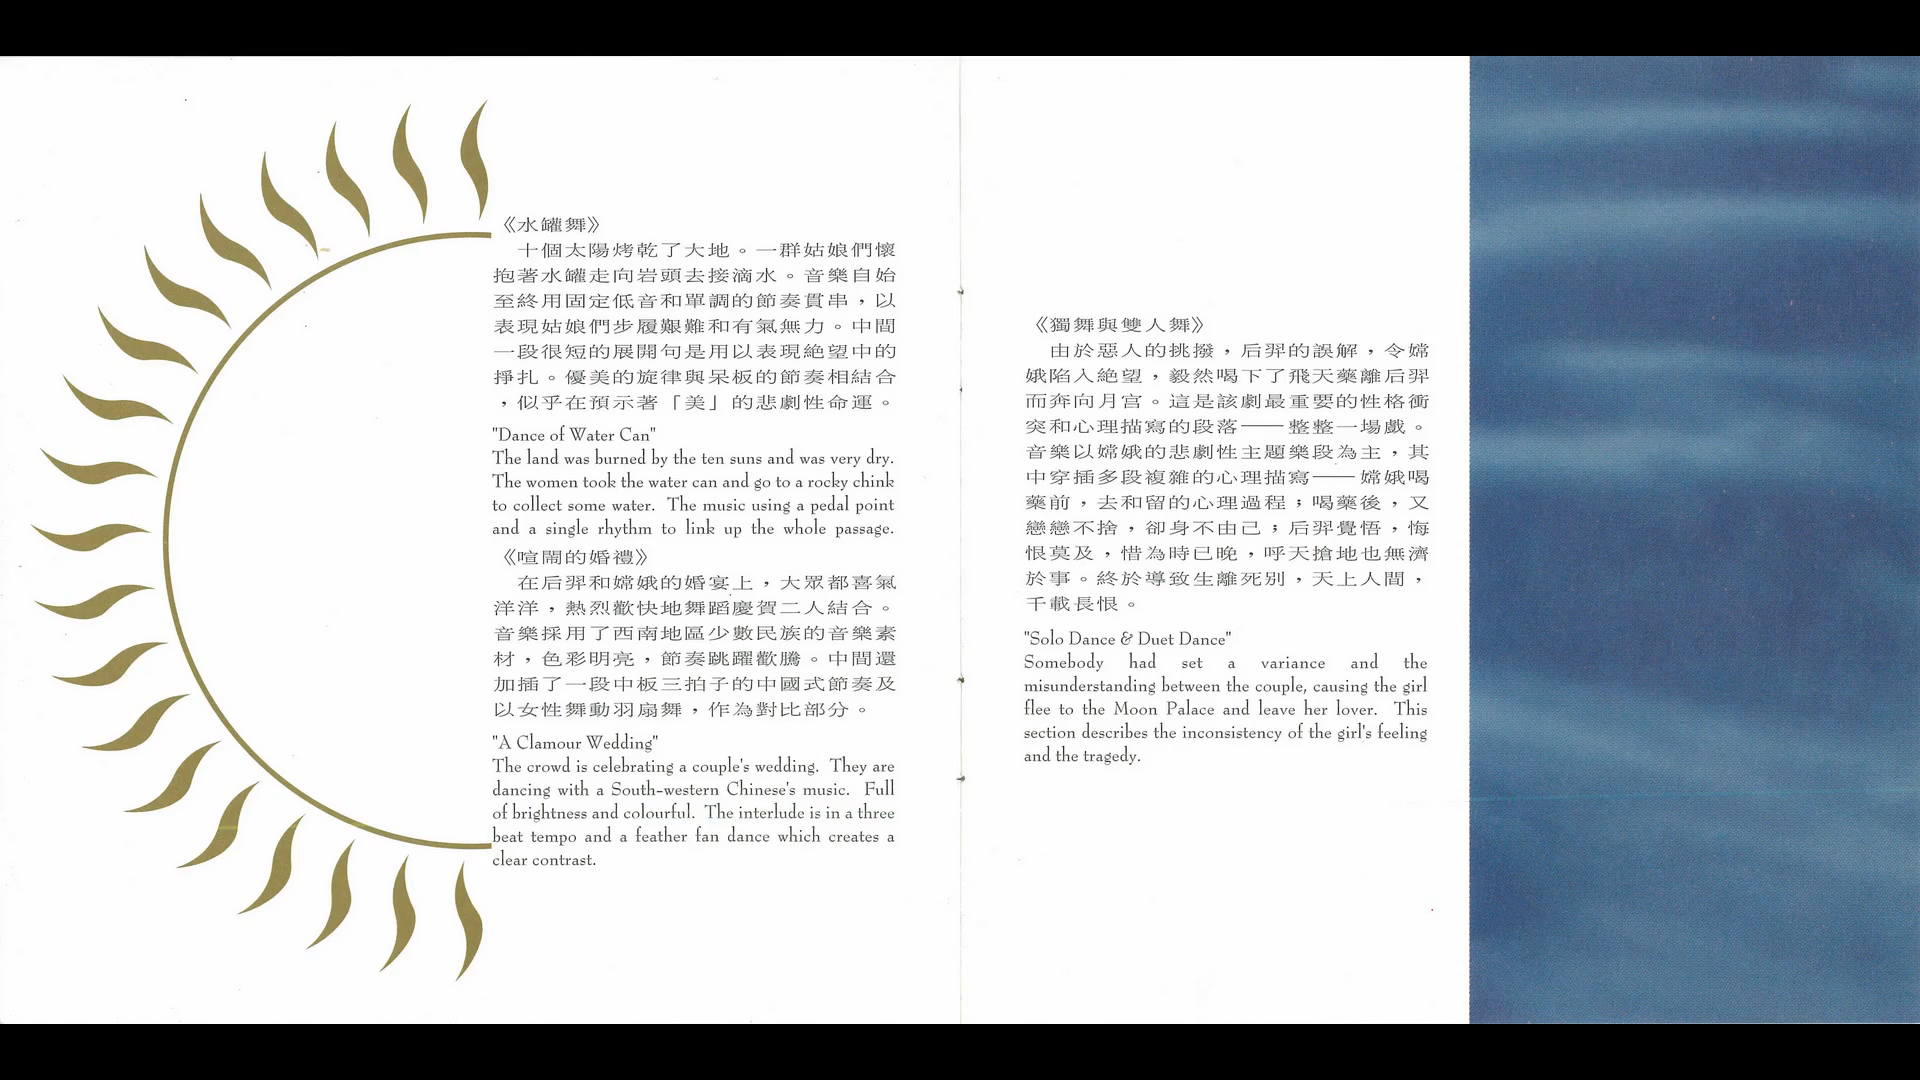 《水罐舞》
十個太陽烤乾了大地。一群姑娘們懷
抱著水罐走向岩頭去接滴水。音樂自始
至終用固定低音和單調的節奏貫串，以
表現姑娘們步履艱難和有氣無力。中間
一段很短的展開句是用以表現絶望中的
掙扎。優美的旋律與呆板的節奏相結合
，似乎在預示著「美」的悲劇性命運。
"Dance of Water Can"
The land was burned by the ten suns and was very dry.
The women took the water can and go to a rocky chink
to collect some water. The music using a pedal point
and a single rhythm to link up the whole passage.
《喧鬧的婚禮》
在后羿和嫦娥的婚宴上，大眾都喜氣
洋洋，熱烈歡快地舞蹈慶賀二人結合。
音樂採用了西南地區少數民族的音樂素
材，色彩明亮，節奏跳躍歡騰。中間還
加插了一段中板三拍子的中國式節奏及
以女性舞動羽扇舞，作為對比部分。
"A Clamour Wedding"
The crowd is celebrating a couple's wedding. They are
dancing with a South-western Chinese's music. Full
of brightness and colourful. The interlude is in a three
beat tempo and a feather fan dance which creates a
clear contrast.
《獨舞與雙人舞》
由於惡人的挑撥，后羿的誤解，令嫦
娥陷入絶望，毅然喝下了飛天藥離后羿
而奔向月宮。這是該劇最重要的性格衝
突和心理描寫的段落——整整一場戲。
音樂以嫦娥的悲劇性主題樂段為主，其
中穿插多段複雜的心理描寫——嫦娥喝
藥前，去和留的心理過程；喝藥後，又
戀戀不捨，卻身不由己；后羿覺悟，悔
恨莫及，惜為時已晚，呼天搶地也無濟
於事。終於導致生離死別，天上人間，
千載長恨。
"Solo Dance & Duet Dance"
Somebody had set a variance and the
misunderstanding between the couple, causing the girl
flee to the Moon Palace and leave her lover. This
section describes the inconsistency of the girl's feeling
and the tragedy.